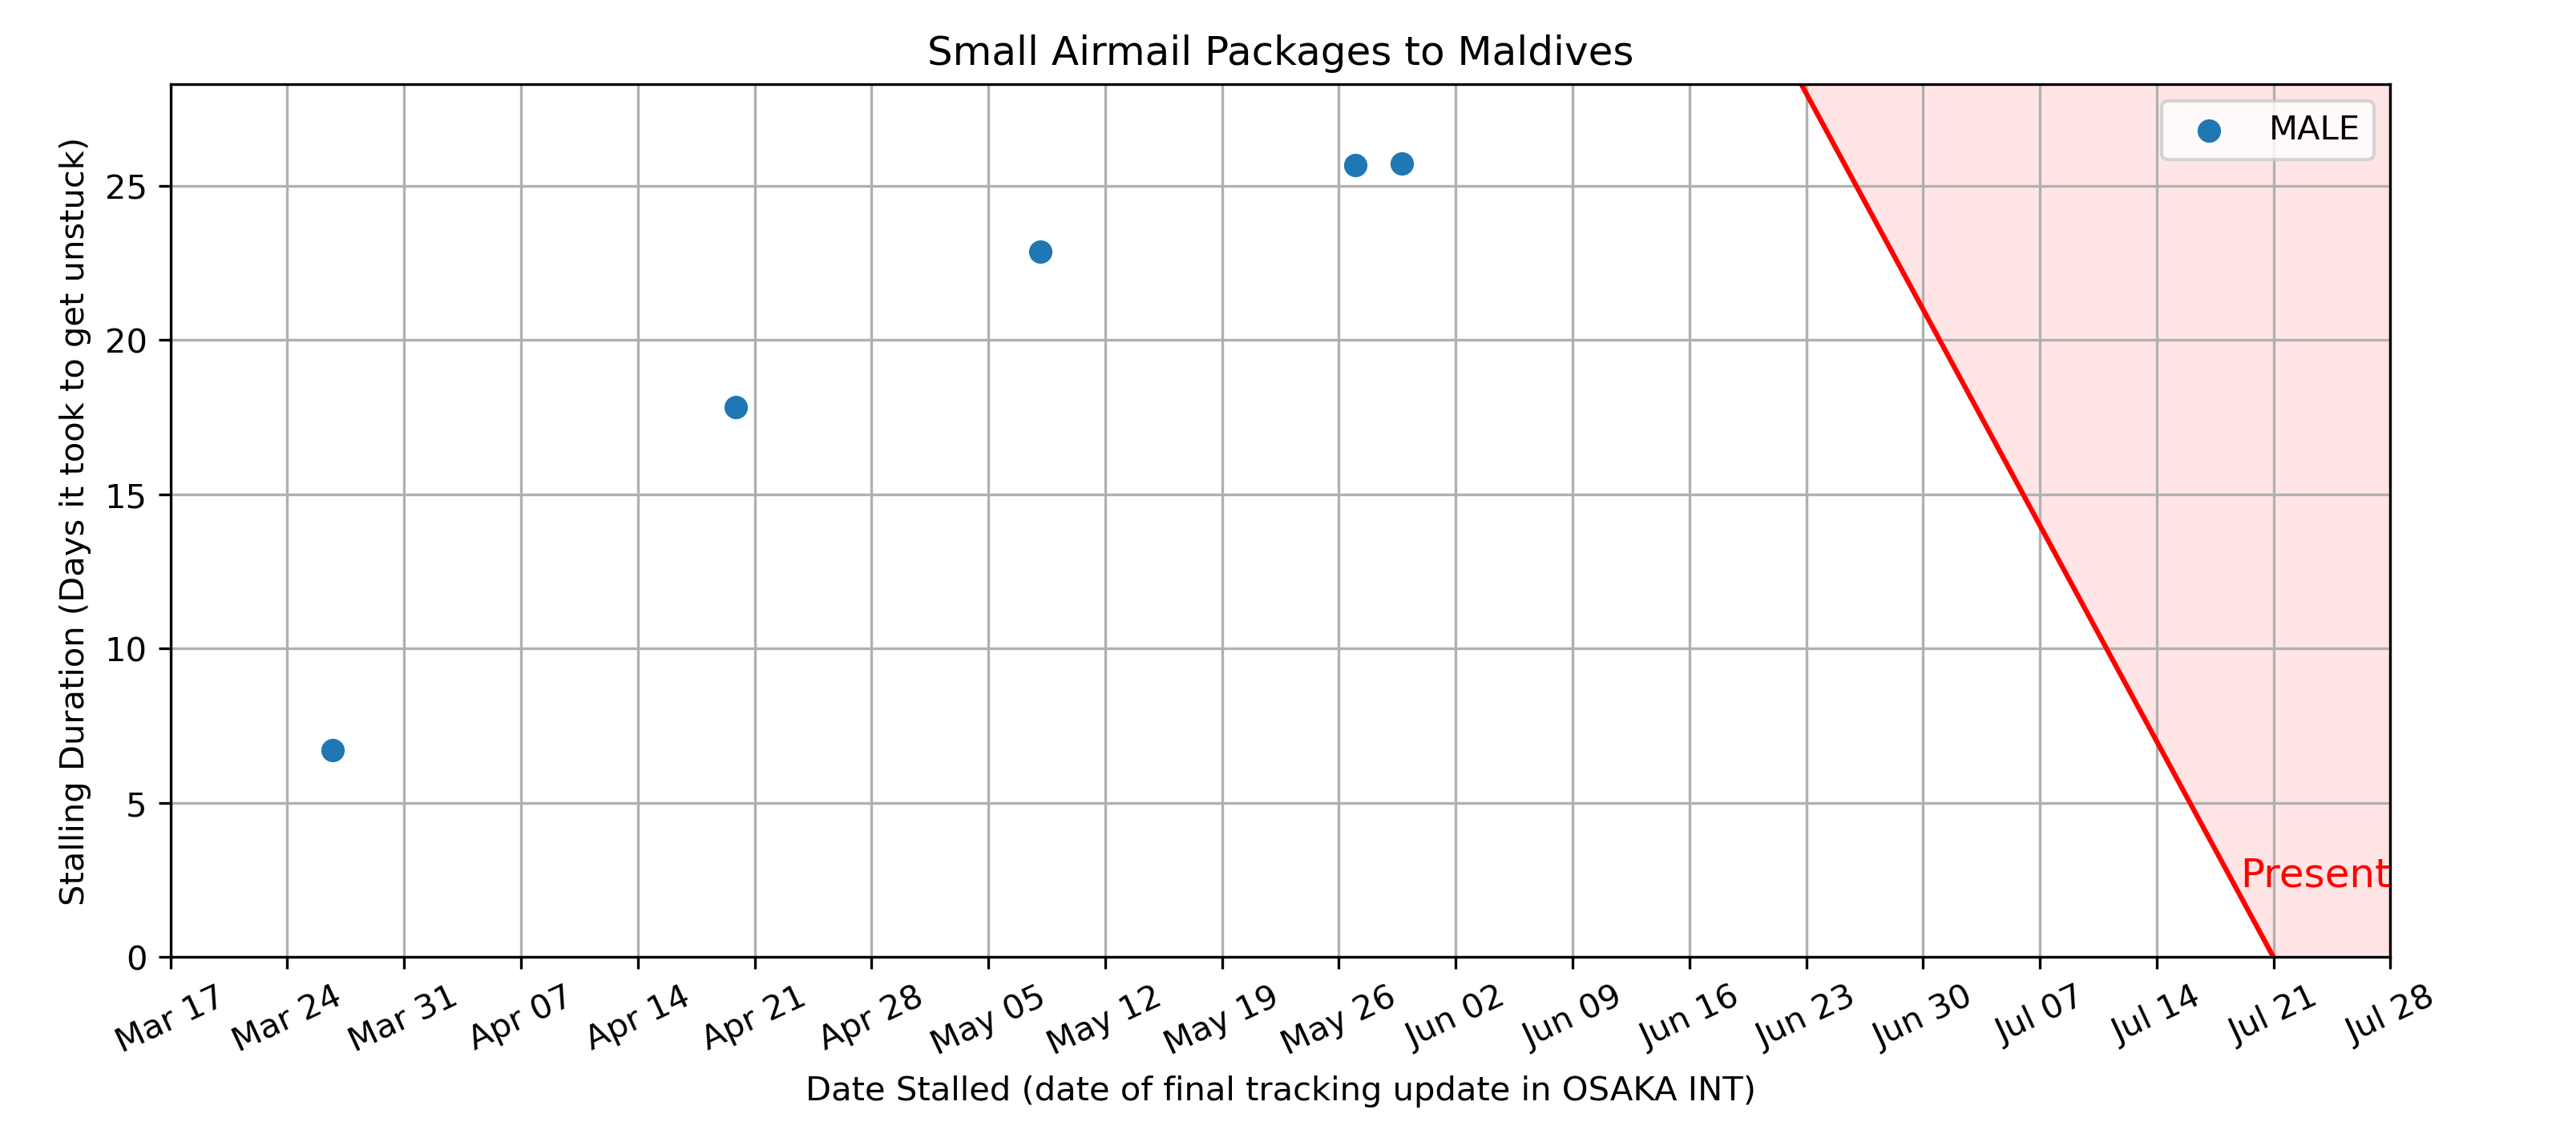 Small Airmail Packages to Maldives
MALE
Stalling Duration (Days it took to get unstuck)
25
20
15
10
5
0
Present
Mar 17 Mar 24 Mar 31 Apr 07 Apr 14 Apr 21 Apr 28 May 05 May 12 May 19 May 26 Jun 02 Jun 09 Jun 16 Jun 23 Jun 30 Jul 07 Jul 14 Jul 21 Jul 28
Date Stalled (date of final tracking update in OSAKA INT)